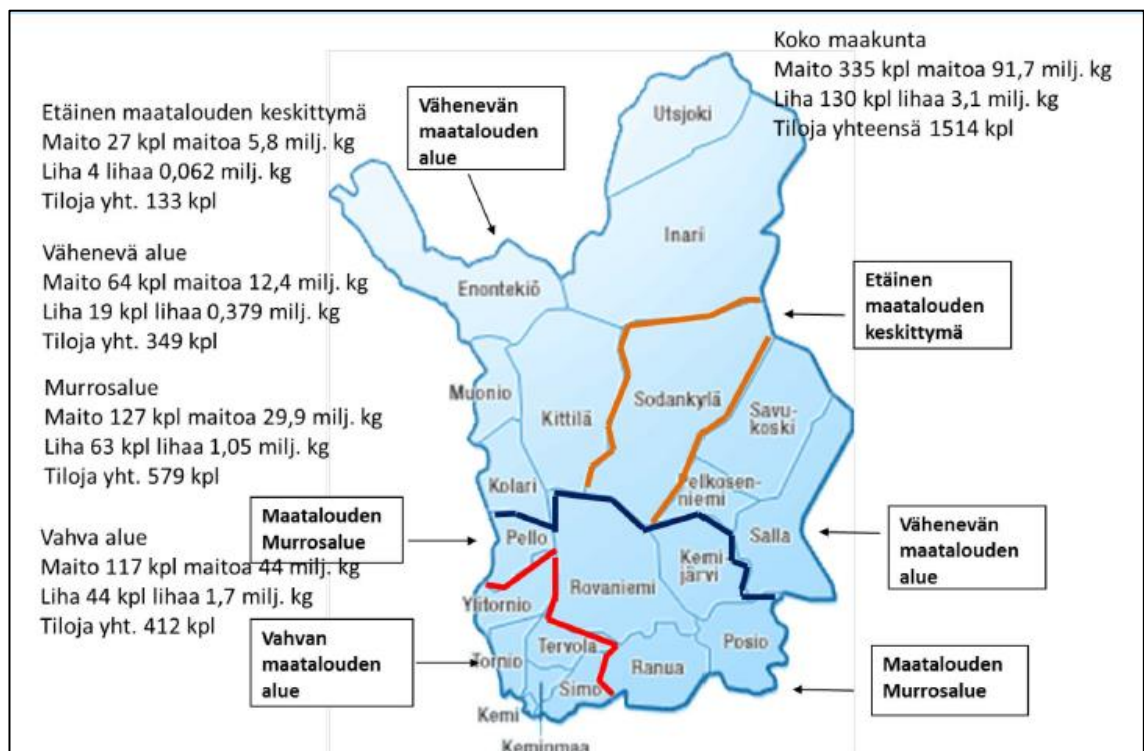 Koko maakunta
Maito 335 kpl maitoa 91,7 milj. kg
Liha 130 kpl lihaa 3,1 milj. kg
Tiloja yhteensä 1514 kpl
Etäinen maatalouden keskittymä
Maito 27 kpl maitoa 5,8 milj. kg
Liha 4 lihaa 0,062 milj. kg
Tiloja yht. 133 kpl
Vähenevä alue
Maito 64 kpl maitoa 12,4 milj. kg
Liha 19 kpl lihaa 0,379 milj. kg
Tiloja yht. 349 kpl
Murrosalue
Maito 127 kpl maitoa 29,9 milj. kg
Liha 63 kpl lihaa 1,05 milj. kg
Tiloja yht. 579 kpl
Vahva alue
Maito 117 kpl maitoa 44 milj. kg
Liha 44 kpl lihaa 1,7 milj. kg
Tiloja yht. 412 kpl
Vähenevän
maatalouden
alue
Etäinen
maatalouden
keskittymä
Maatalouden
Murrosalue
Vähenevän
maatalouden
alue
Vahvan
maatalouden
alue
Maatalouden
Murrosalue
Utsjoki
Inari
Enontekiö
Muonio
Kittilä
Sodankylä
Savu-
koski
Kolari
Pelkosen-
niemi
Pello
Salla
Kemi-
järvi
Rovaniemi
Ylitornio
Tervola
Posio
Tornio
Ranua
Simo
Kemi
Keminmaa